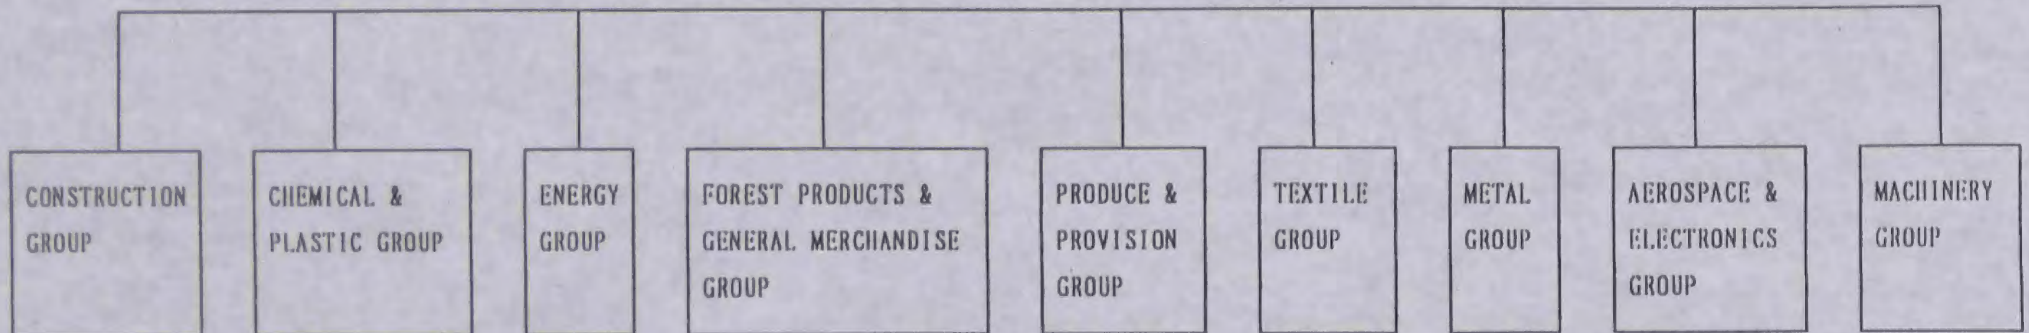 CONSTRUCTION
GROUP
CHEMICAL &
PLASTIC GROUP
ENERGY
GROUP
FOREST PRODUCTS &
GENERAL MERCHANDISE
GROUP
PRODUCE &
PROVISION
GROUP
TEXTILE
GROUP
METAL
GROUP
AEROSPACE &
ELECTRONICS
GROUP
MACHINERY
GROUP